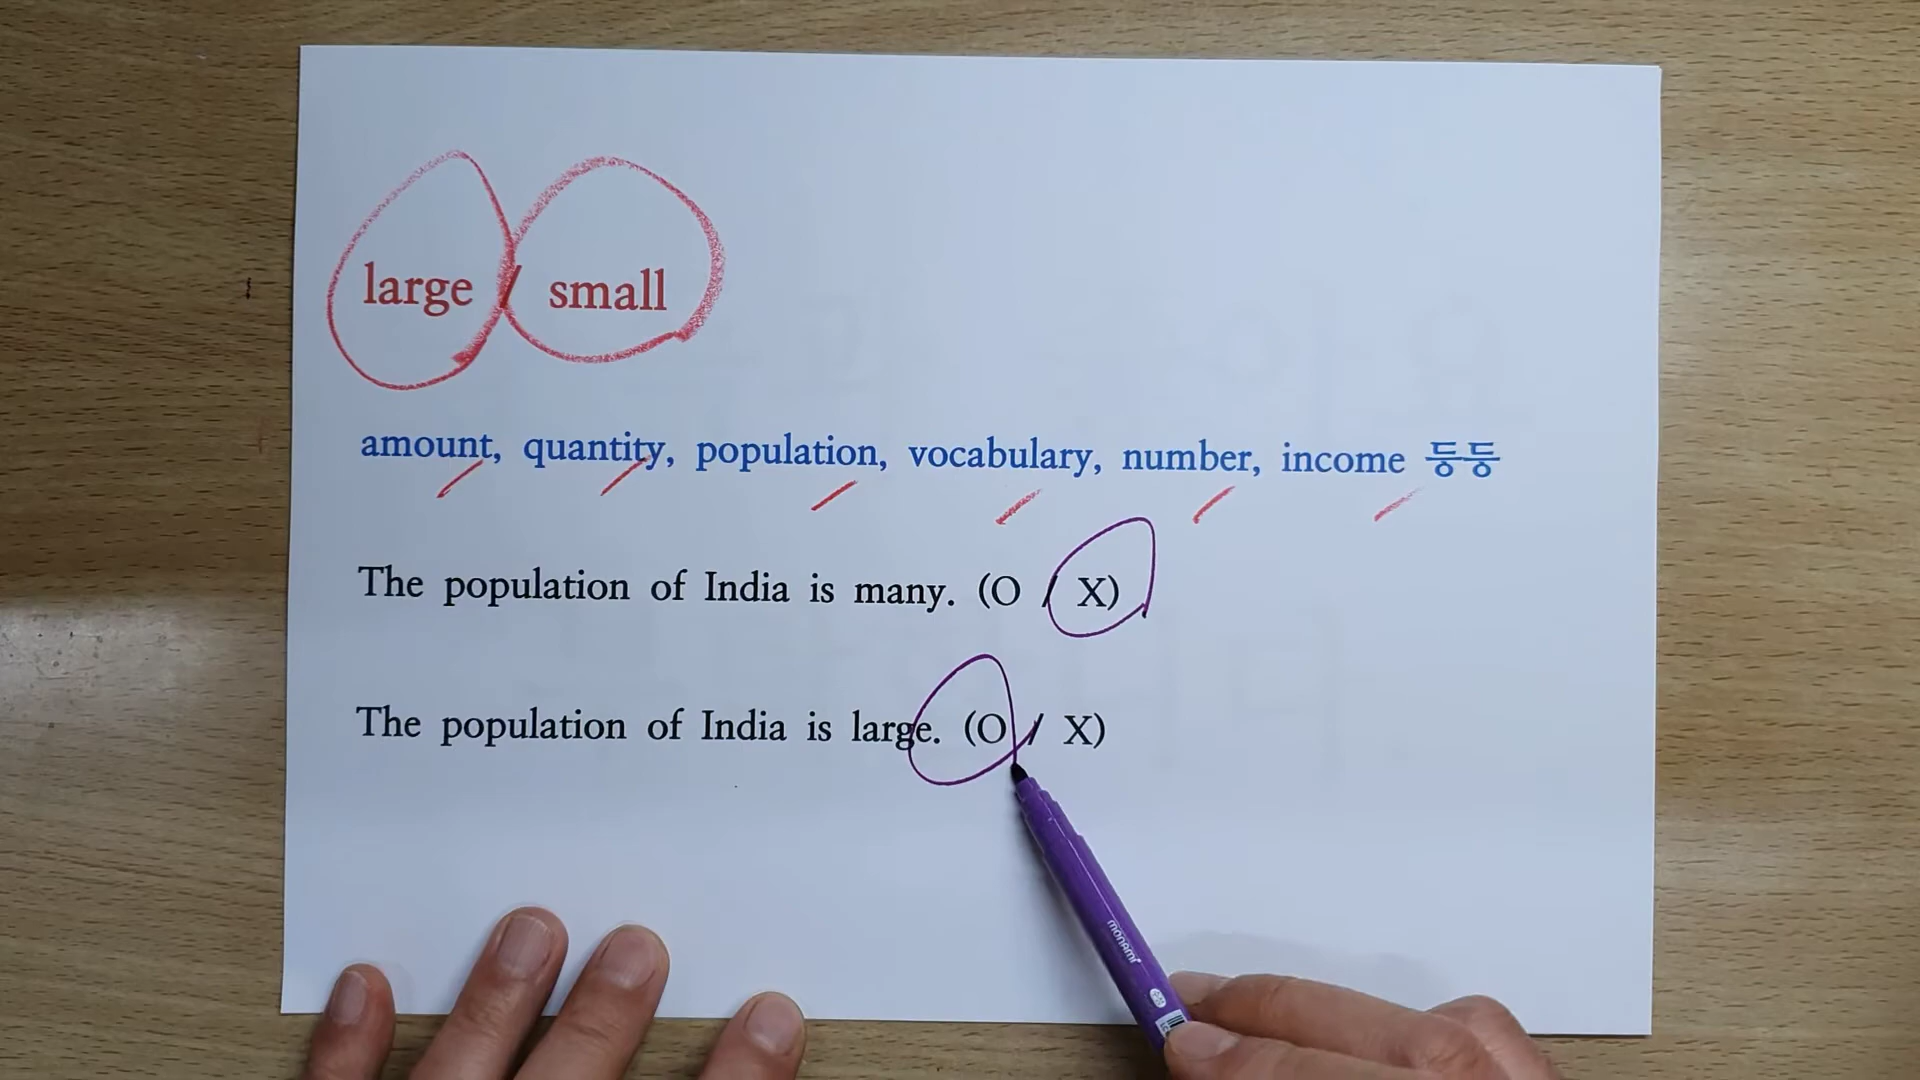 large / small
amount, quantity, population, vocabulary, number, income 등등
The population of India is many. (O / X)
The population of India is large. (O / X)
monami